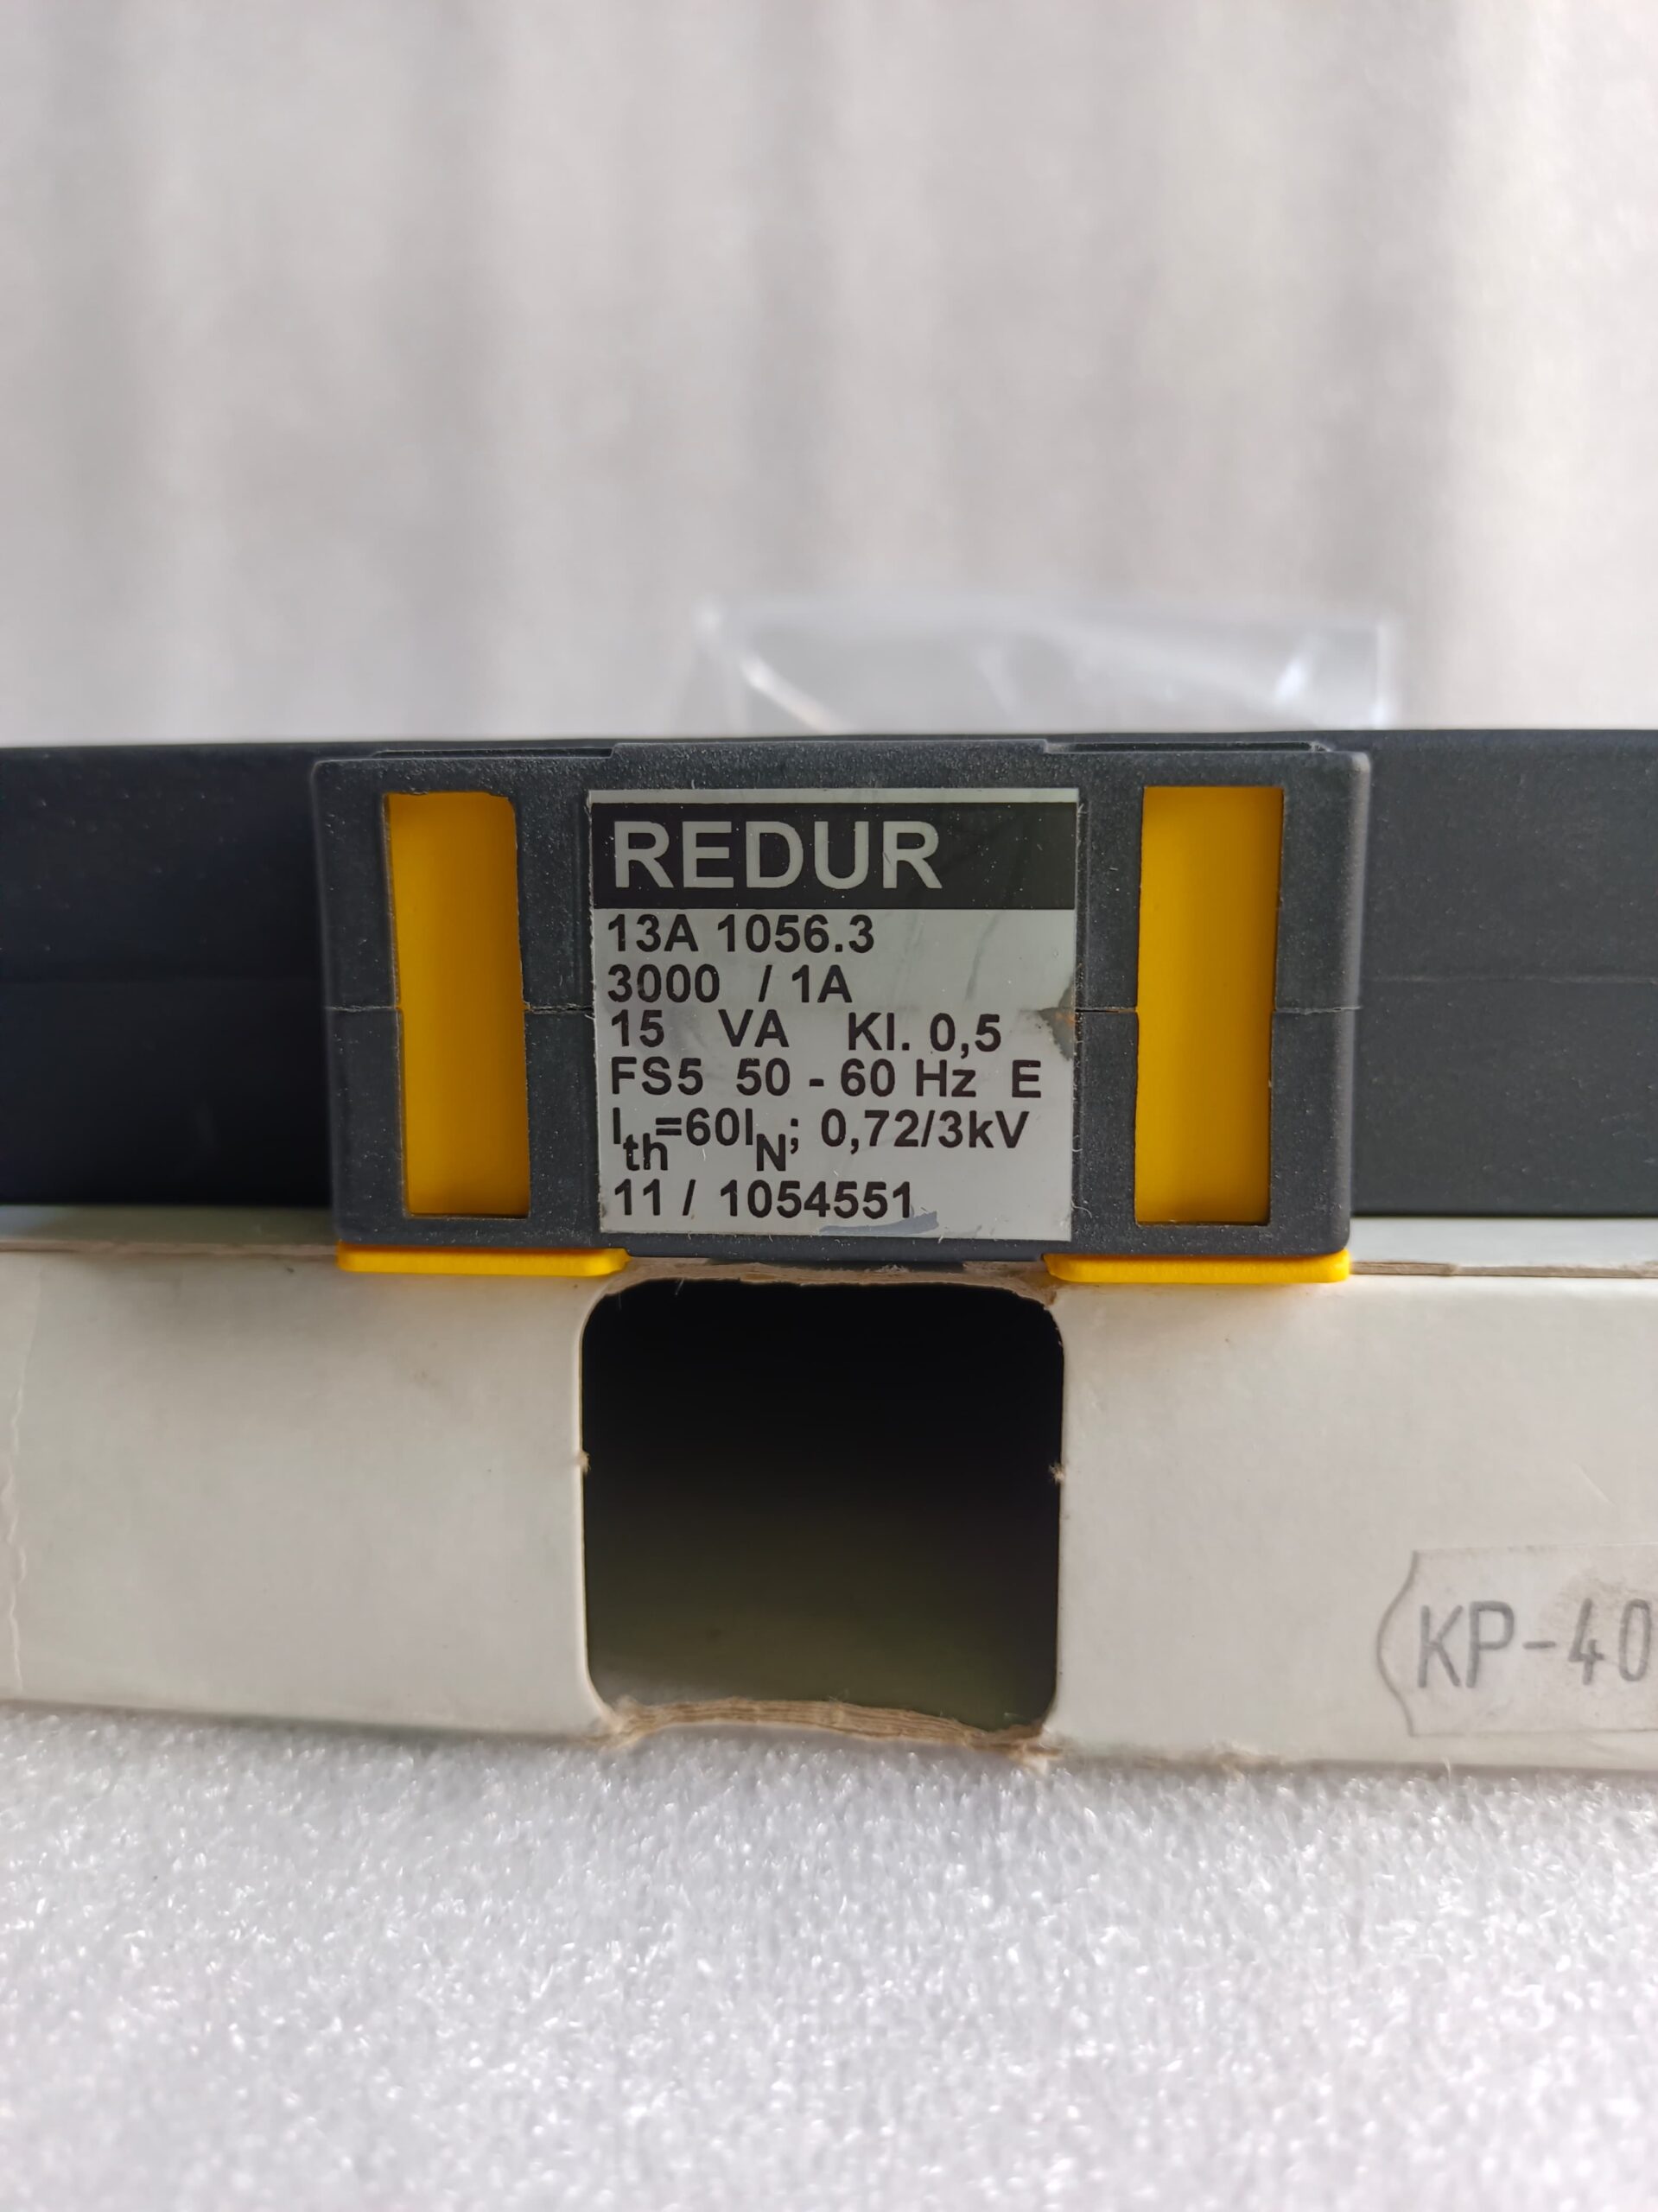 REDUR
13A 1056.3
3000 / 1A
15 VA Kl. 0,5
FS5 50 - 60 Hz E
Ith=60IN; 0,72/3kV
11 / 1054551
KP-40